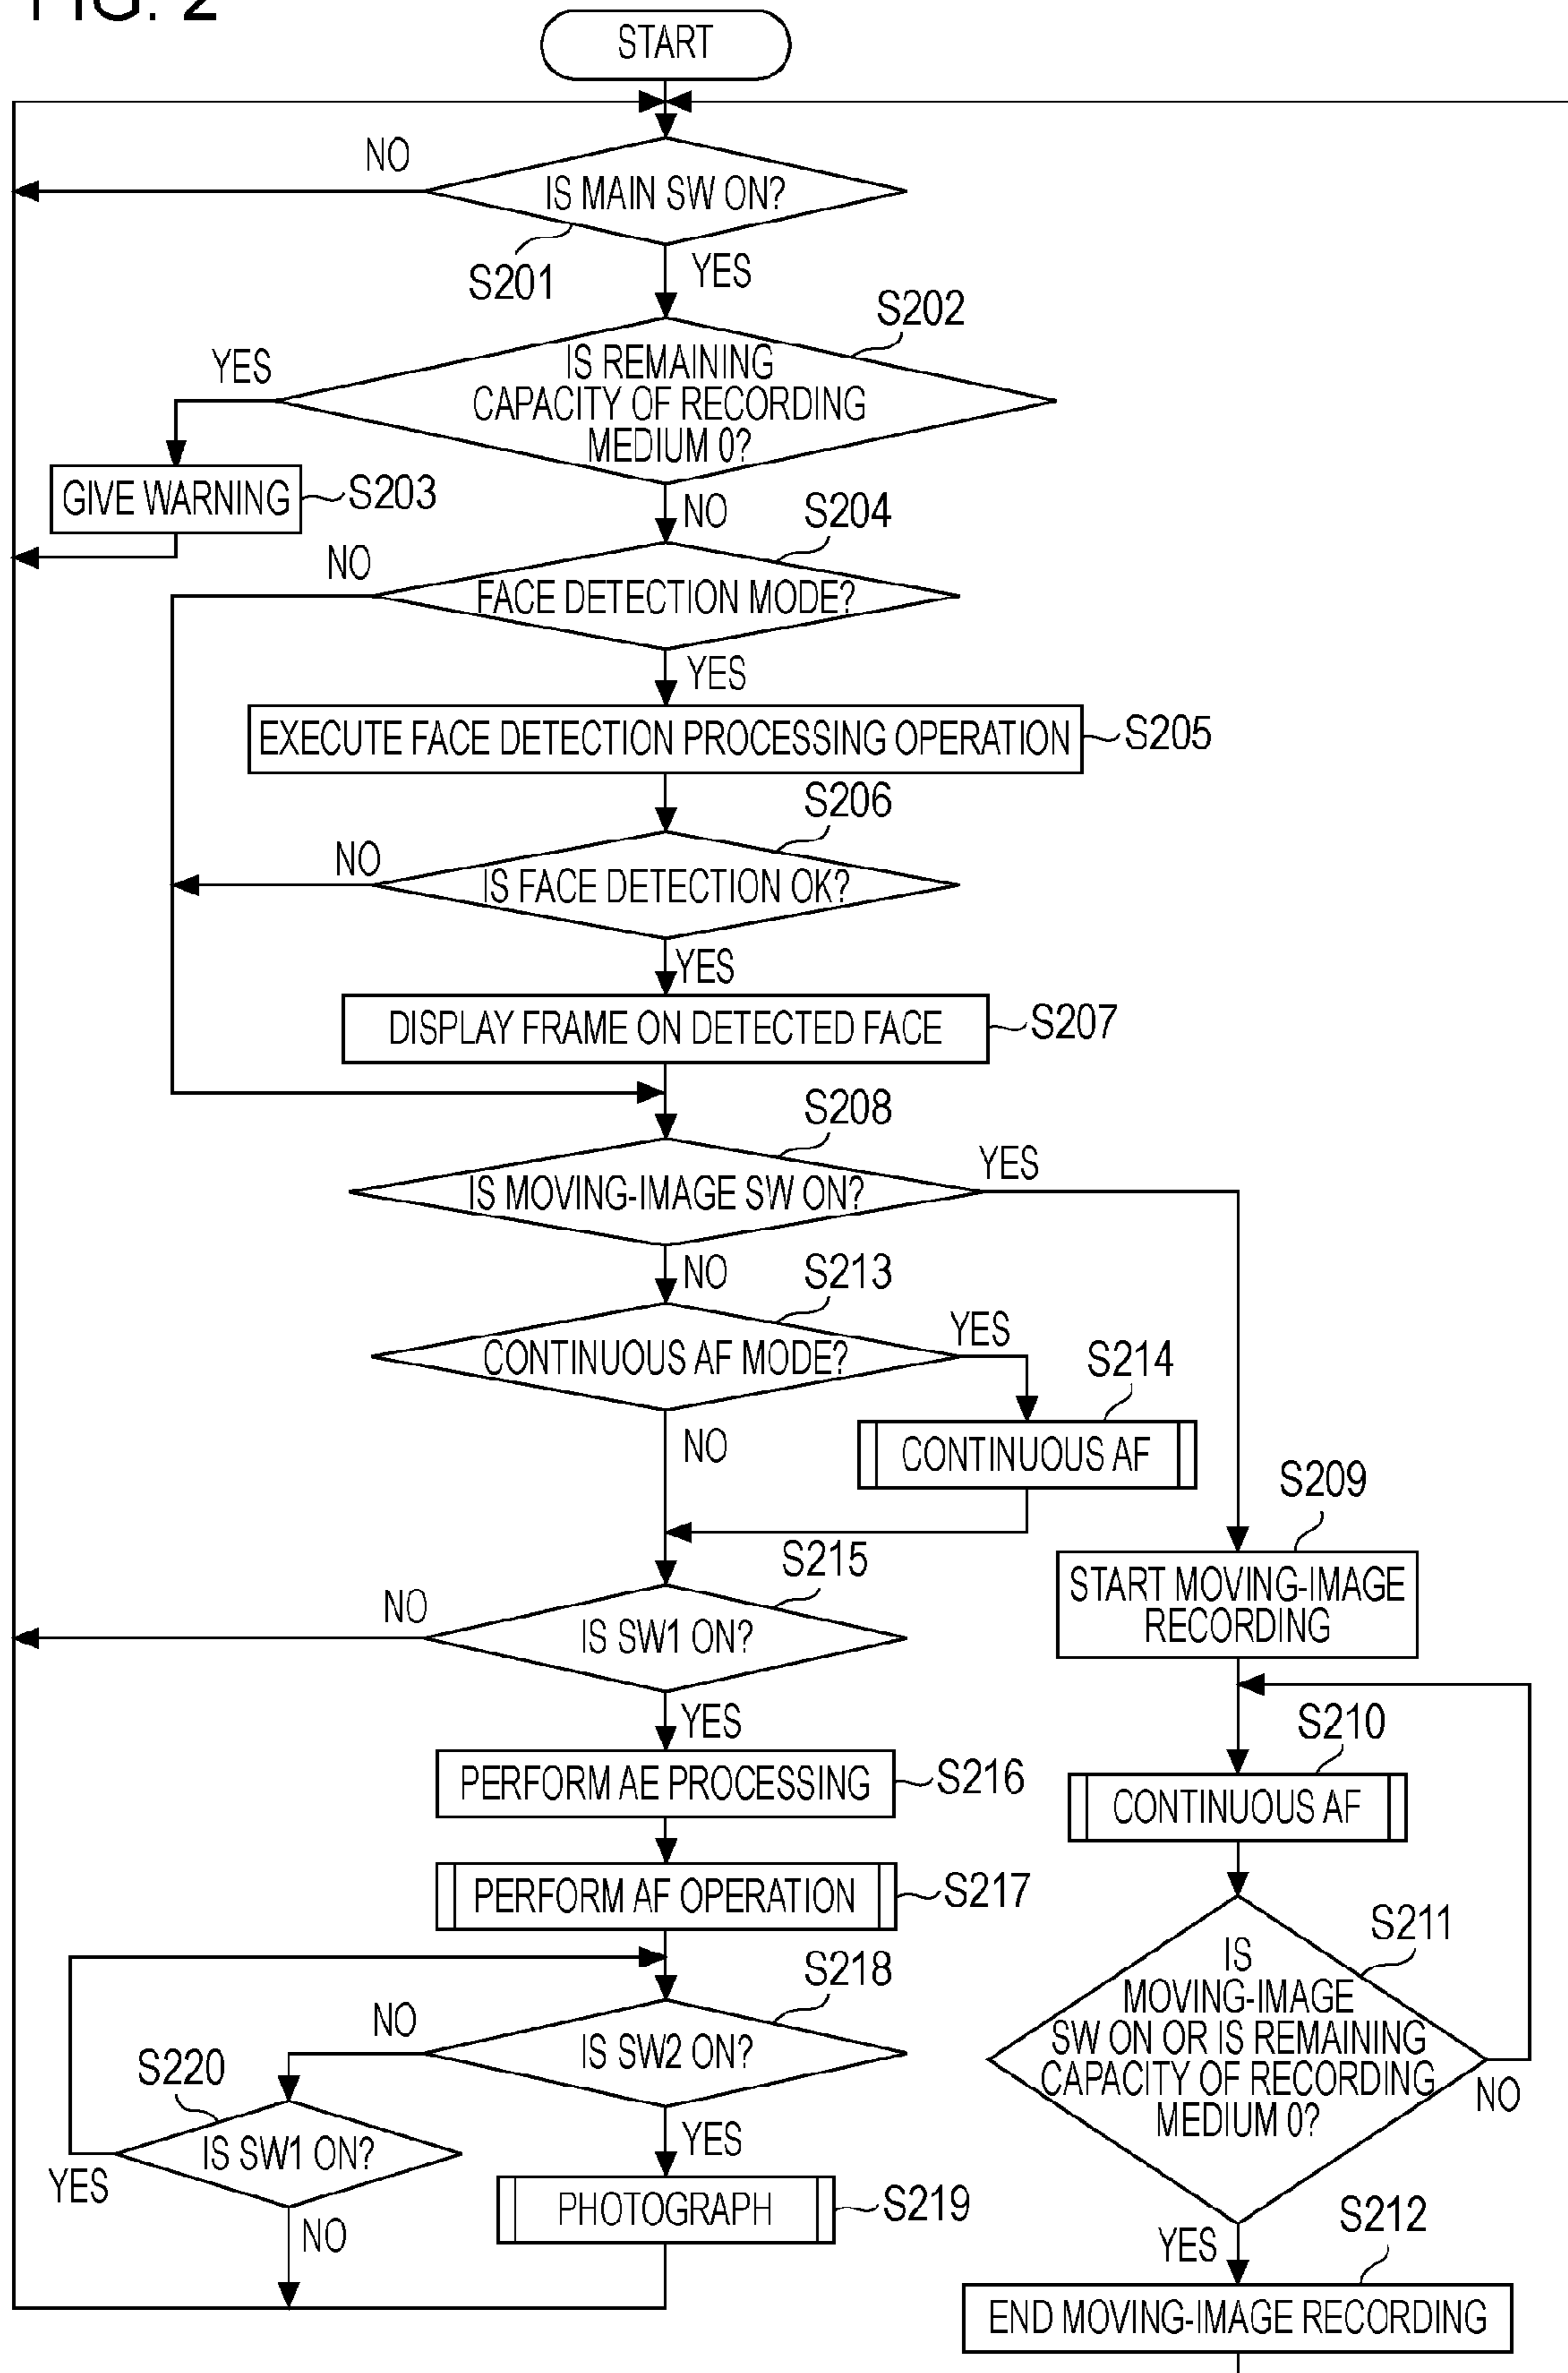 FIG. 2
START
NO
IS MAIN SW ON?
S201
YES
S202
YES
IS REMAINING
CAPACITY OF RECORDING
MEDIUM 0?
GIVE WARNING
S203
NO
S204
NO
FACE DETECTION MODE?
YES
EXECUTE FACE DETECTION PROCESSING OPERATION
S205
S206
NO
IS FACE DETECTION OK?
YES
DISPLAY FRAME ON DETECTED FACE
S207
S208
YES
IS MOVING-IMAGE SW ON?
NO
S213
YES
CONTINUOUS AF MODE?
S214
NO
CONTINUOUS AF
S209
S215
START MOVING-IMAGE
RECORDING
NO
IS SW1 ON?
YES
S210
PERFORM AE PROCESSING
S216
CONTINUOUS AF
PERFORM AF OPERATION
S217
S211
IS
MOVING-IMAGE
SW ON OR IS REMAINING
CAPACITY OF RECORDING
MEDIUM 0?
NO
S218
NO
IS SW2 ON?
S220
YES
IS SW1 ON?
YES
PHOTOGRAPH
S219
NO
S212
YES
END MOVING-IMAGE RECORDING